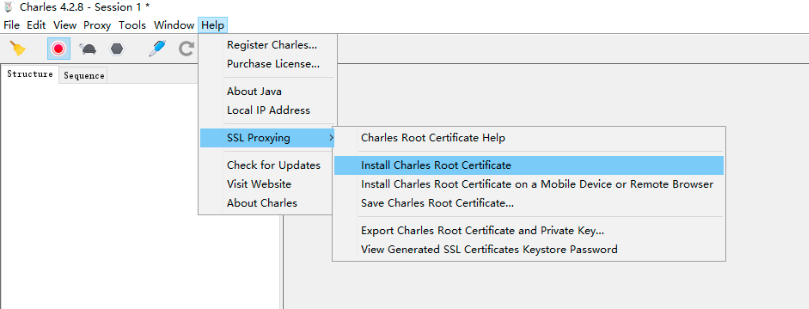 Charles 4.2.8 - Session 1 *
File Edit View Proxy Tools Window Help
Structure Sequence
Register Charles...
Purchase License...
About Java
Local IP Address
SSL Proxying
Check for Updates
Visit Website
About Charles
Charles Root Certificate Help
Install Charles Root Certificate
Install Charles Root Certificate on a Mobile Device or Remote Browser
Save Charles Root Certificate...
Export Charles Root Certificate and Private Key...
View Generated SSL Certificates Keystore Password